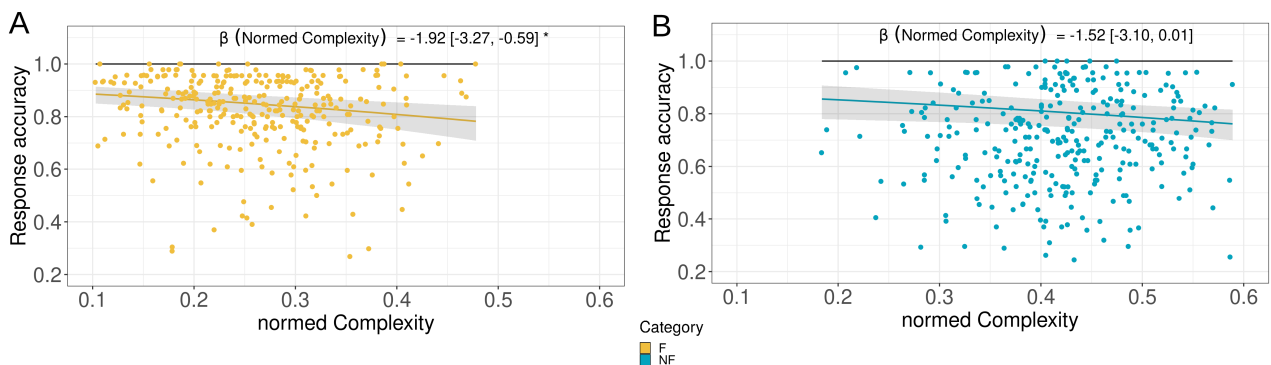 A
β (Normed Complexity) = -1.92 [-3.27, -0.59] *
Response accuracy
1.0
0.8
0.6
0.4
0.2
0.1 0.2 0.3 0.4 0.5 0.6
normed Complexity
B
β (Normed Complexity) = -1.52 [-3.10, 0.01]
Response accuracy
1.0
0.8
0.6
0.4
0.2
0.1 0.2 0.3 0.4 0.5 0.6
normed Complexity
Category
F
NF